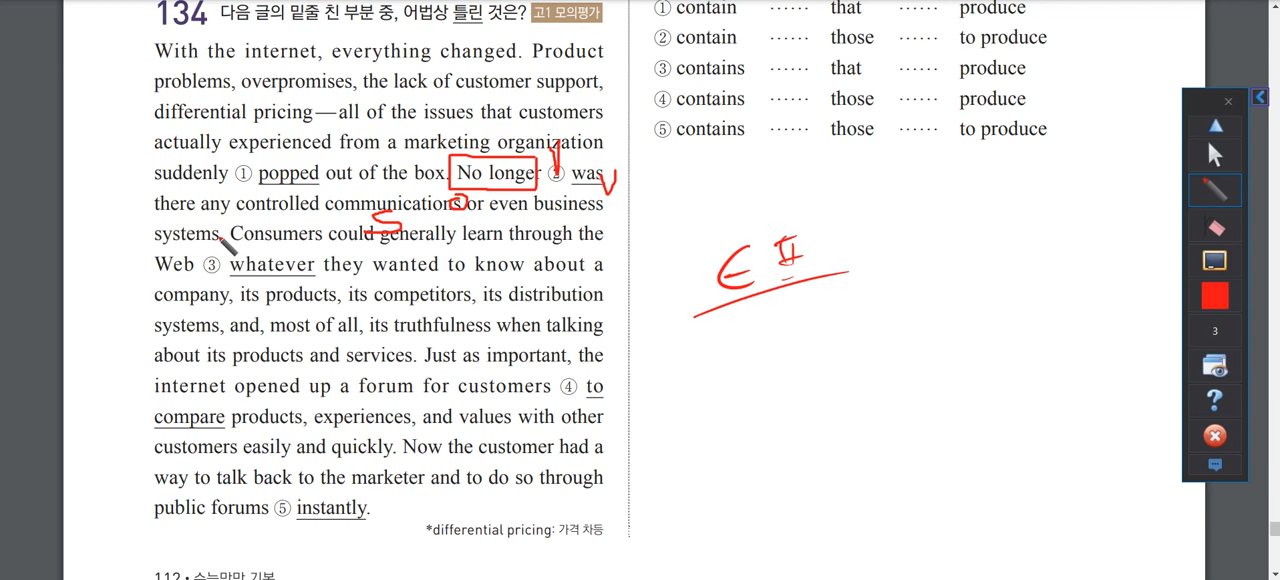 134 다음 글의 밑줄 친 부분 중, 어법상 틀린 것은? 고1 모의평가
With the internet, everything changed. Product
problems, overpromises, the lack of customer support,
differential pricing—all of the issues that customers
actually experienced from a marketing organization
suddenly ① popped out of the box. No longer ② was
there any controlled communications or even business
systems. Consumers could generally learn through the
Web ③ whatever they wanted to know about a
company, its products, its competitors, its distribution
systems, and, most of all, its truthfulness when talking
about its products and services. Just as important, the
internet opened up a forum for customers ④ to
compare products, experiences, and values with other
customers easily and quickly. Now the customer had a
way to talk back to the marketer and to do so through
public forums ⑤ instantly.
*differential pricing: 가격 차등
112 • 수능만만 기본
① contain ······ that ······ produce
② contain ······ those ······ to produce
③ contains ······ that ······ produce
④ contains ······ those ······ produce
⑤ contains ······ those ······ to produce
V
S
3